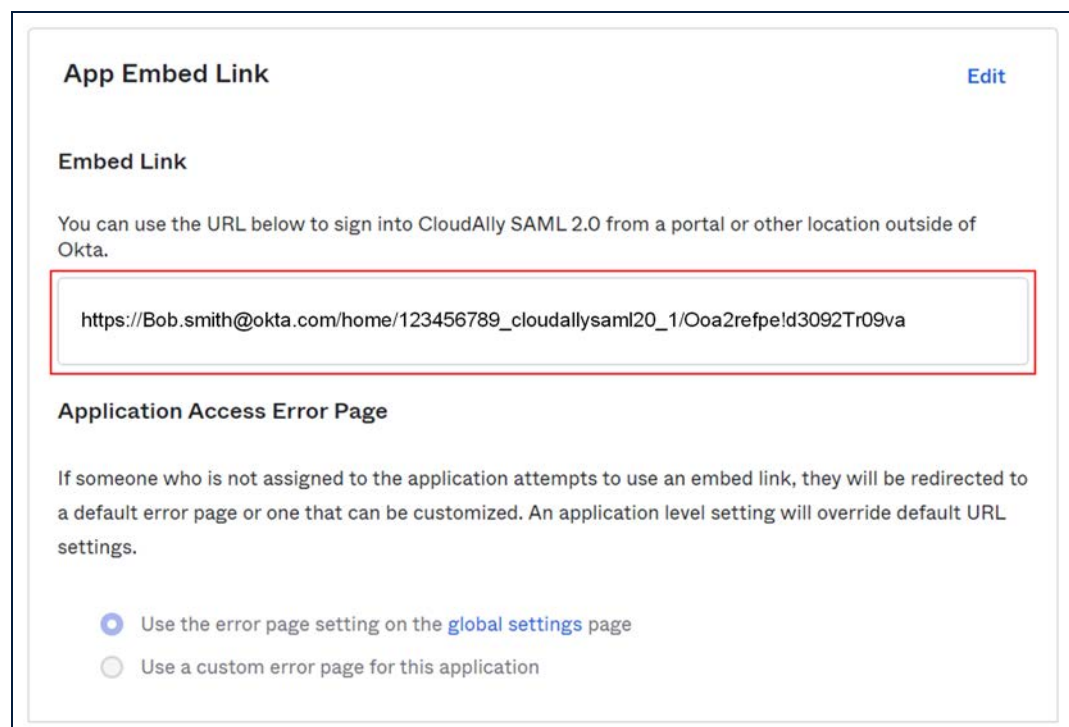 App Embed Link
Edit
Embed Link
You can use the URL below to sign into CloudAlly SAML 2.0 from a portal or other location outside of
Okta.
https://Bob.smith@okta.com/home/123456789_cloudallysaml20_1/Ooa2refpe!d3092Tr09va
Application Access Error Page
If someone who is not assigned to the application attempts to use an embed link, they will be redirected to
a default error page or one that can be customized. An application level setting will override default URL
settings.
Use the error page setting on the global settings page
Use a custom error page for this application